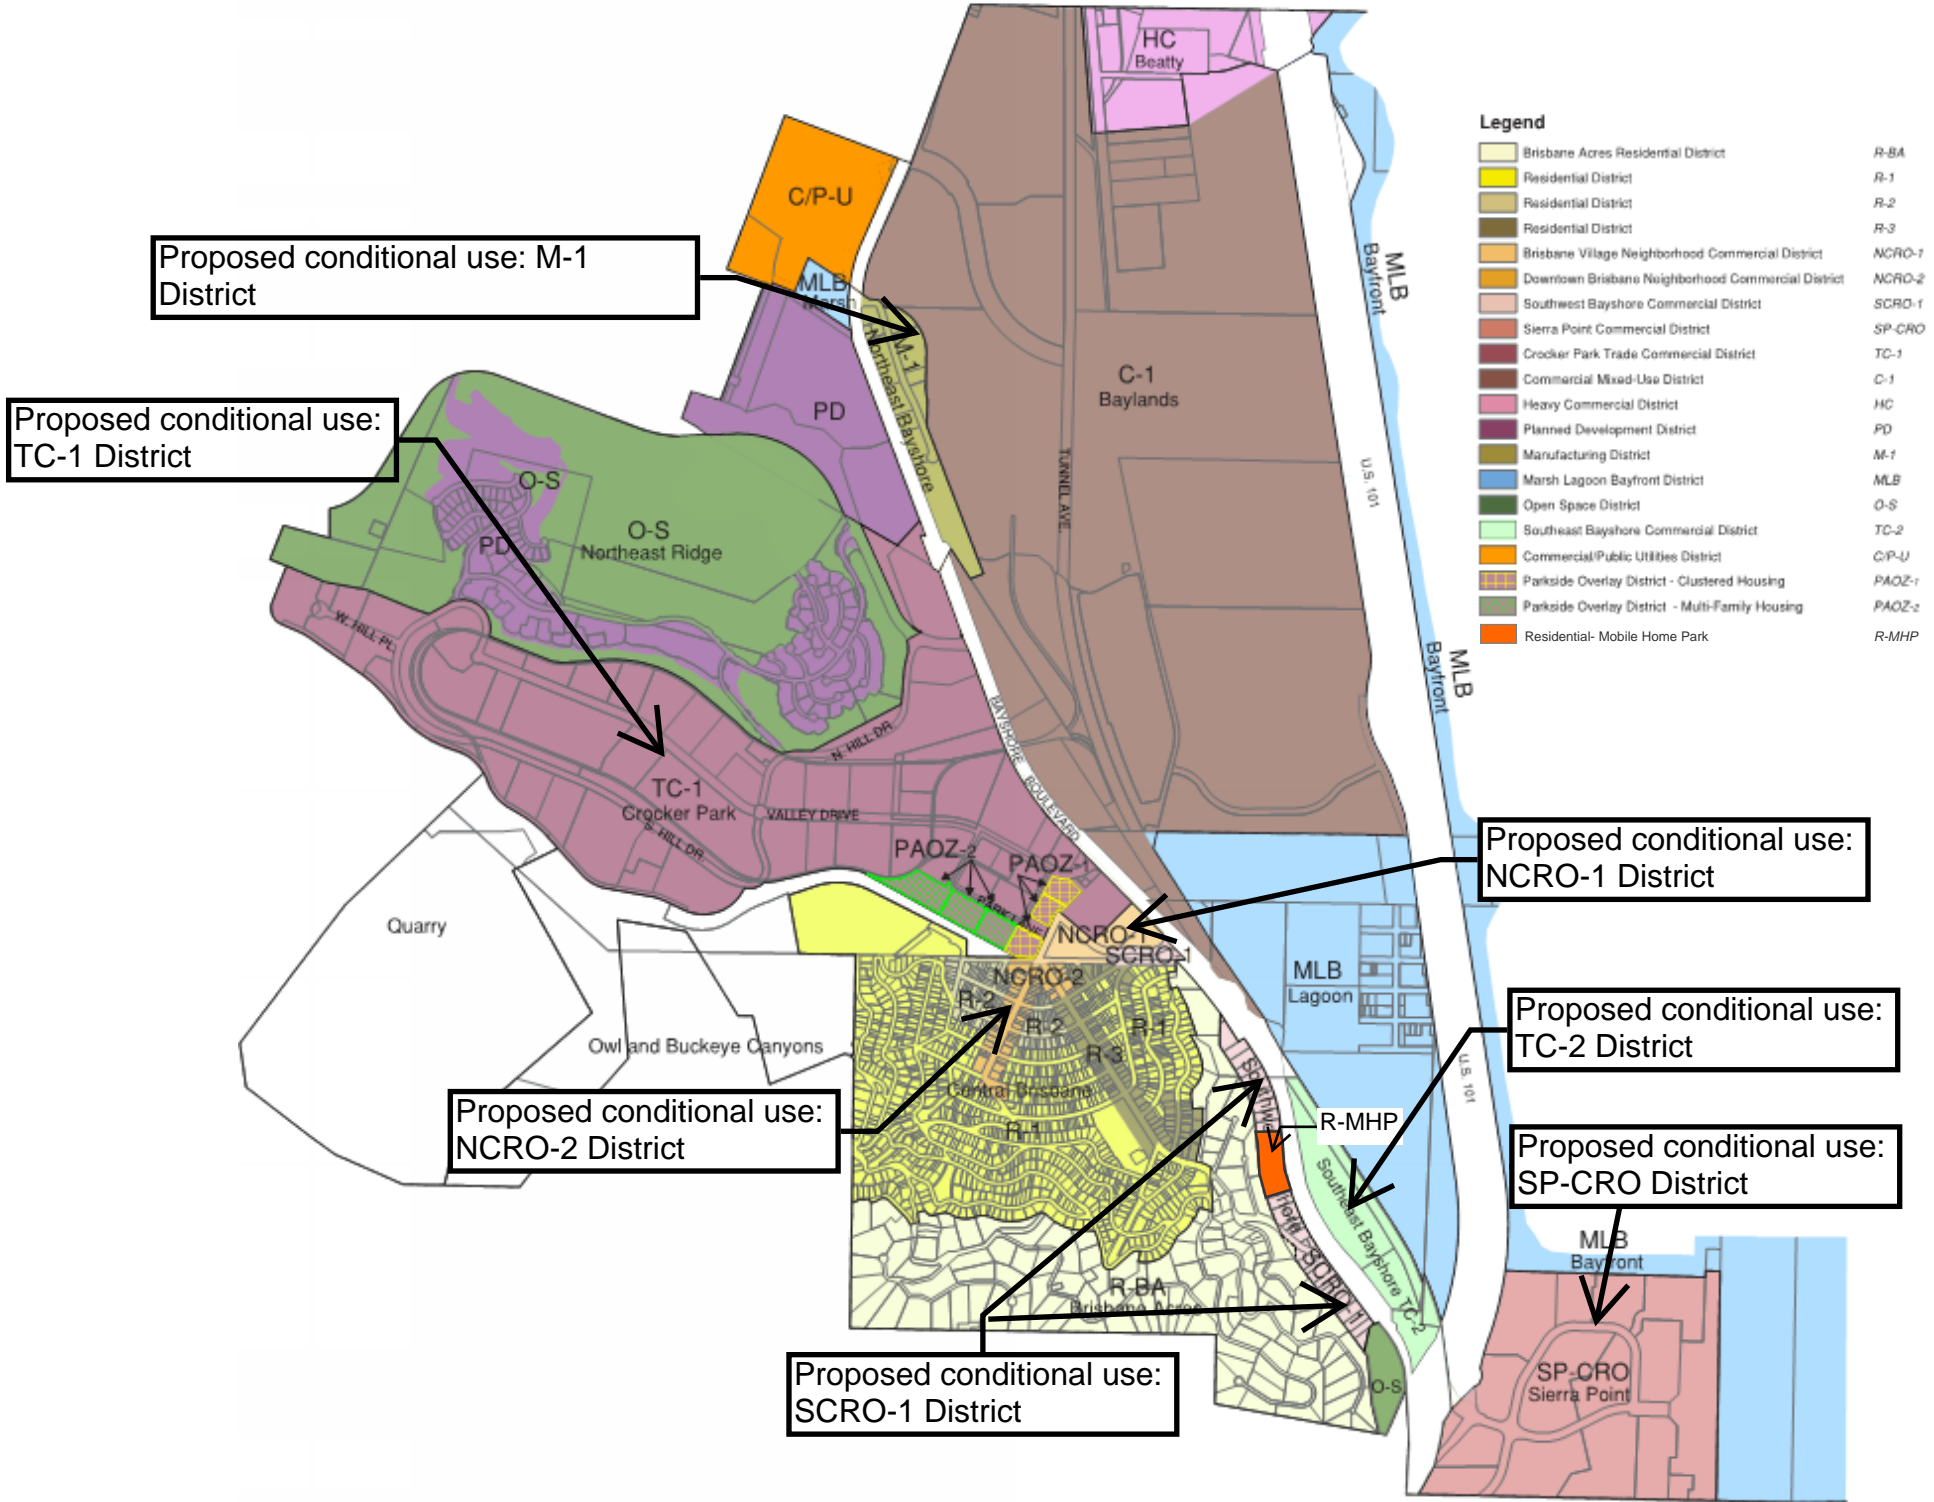 HC
Beatty
Legend
Brisbane Acres Residential District R-BA
Residential District R-1
Residential District R-2
Residential District R-3
Brisbane Village Neighborhood Commercial District NCRO-1
Downtown Brisbane Neighborhood Commercial District NCRO-2
Southwest Bayshore Commercial District SCRO-1
Sierra Point Commercial District SP-CRO
Crocker Park Trade Commercial District TC-1
Commercial Mixed-Use District C-1
Heavy Commercial District HC
Planned Development District PD
Manufacturing District M-1
Marsh Lagoon Bayfront District MLB
Open Space District O-S
Southeast Bayshore Commercial District TC-2
Commercial/Public Utilities District C/P-U
Parkside Overlay District - Clustered Housing PAOZ-1
Parkside Overlay District - Multi-Family Housing PAOZ-2
Residential- Mobile Home Park R-MHP
C/P-U
Proposed conditional use: M-1
District
MLB
Marsh
MLB
Bayfront
M-1
Northeast Bayshore
C-1
Baylands
PD
Proposed conditional use:
TC-1 District
O-S
O-S
Northeast Ridge
PD
TUNNEL AVE.
U.S. 101
W. HILL PL.
MLB
Bayfront
N. HILL DR.
BAYSHORE BOULEVARD
TC-1
Crocker Park
VALLEY DRIVE
S. HILL DR.
PAOZ-2
PAOZ-1
PARK LANE
Proposed conditional use:
NCRO-1 District
Quarry
NCRO-1
SCRO-1
NCRO-2
MLB
Lagoon
R-2
R-2
R-1
R-3
Owl and Buckeye Canyons
Central Brisbane
R-1
Proposed conditional use:
TC-2 District
U.S. 101
Proposed conditional use:
NCRO-2 District
R-MHP
Proposed conditional use:
SP-CRO District
Southeast Bayshore TC-2
SCRO-1
MLB
Bayfront
R-BA
Brisbane Acres
Proposed conditional use:
SCRO-1 District
O-S
SP-CRO
Sierra Point